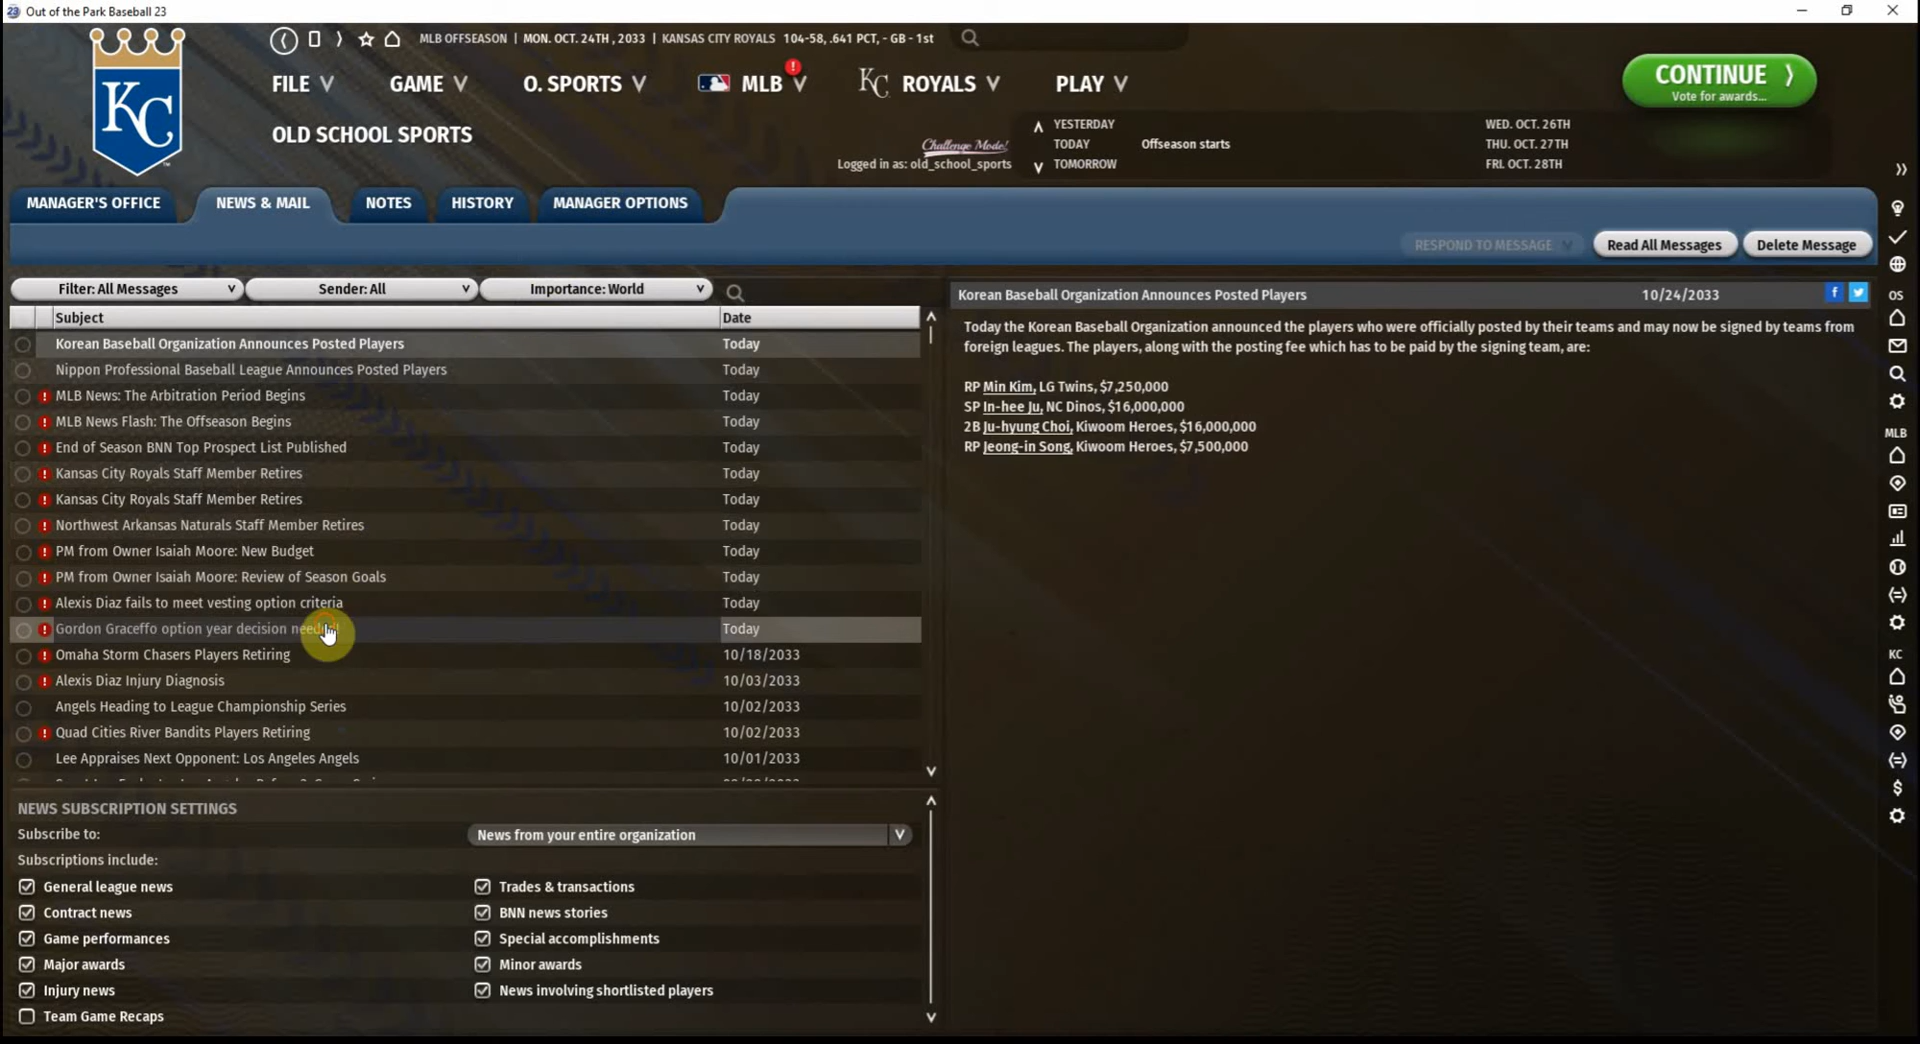 Out of the Park Baseball 23
MLB OFFSEASON | MON. OCT. 24TH , 2033 | KANSAS CITY ROYALS 104-58, .641 PCT, - GB - 1st
FILE GAME O. SPORTS MLB ROYALS PLAY
CONTINUE
Vote for awards...
OLD SCHOOL SPORTS
Challenge Mode!
Logged in as: old_school_sports
YESTERDAY WED. OCT. 26TH
TODAY Offseason starts THU. OCT. 27TH
TOMORROW FRI. OCT. 28TH
MANAGER'S OFFICE NEWS & MAIL NOTES HISTORY MANAGER OPTIONS
RESPOND TO MESSAGE Read All Messages Delete Message
Filter: All Messages Sender: All Importance: World
Subject Date
Korean Baseball Organization Announces Posted Players Today
Nippon Professional Baseball League Announces Posted Players Today
MLB News: The Arbitration Period Begins Today
MLB News Flash: The Offseason Begins Today
End of Season BNN Top Prospect List Published Today
Kansas City Royals Staff Member Retires Today
Kansas City Royals Staff Member Retires Today
Northwest Arkansas Naturals Staff Member Retires Today
PM from Owner Isaiah Moore: New Budget Today
PM from Owner Isaiah Moore: Review of Season Goals Today
Alexis Diaz fails to meet vesting option criteria Today
Gordon Graceffo option year decision Today
Omaha Storm Chasers Players Retiring 10/18/2033
Alexis Diaz Injury Diagnosis 10/03/2033
Angels Heading to League Championship Series 10/02/2033
Quad Cities River Bandits Players Retiring 10/02/2033
Lee Appraises Next Opponent: Los Angeles Angels 10/01/2033
NEWS SUBSCRIPTION SETTINGS
Subscribe to: News from your entire organization
Subscriptions include:
General league news Trades & transactions
Contract news BNN news stories
Game performances Special accomplishments
Major awards Minor awards
Injury news News involving shortlisted players
Team Game Recaps
Korean Baseball Organization Announces Posted Players 10/24/2033
Today the Korean Baseball Organization announced the players who were officially posted by their teams and may now be signed by teams from
foreign leagues. The players, along with the posting fee which has to be paid by the signing team, are:
RP Min Kim, LG Twins, $7,250,000
SP In-hee Ju, NC Dinos, $16,000,000
2B Ju-hyung Choi, Kiwoom Heroes, $16,000,000
RP Jeong-in Song, Kiwoom Heroes, $7,500,000
OS
MLB
KC